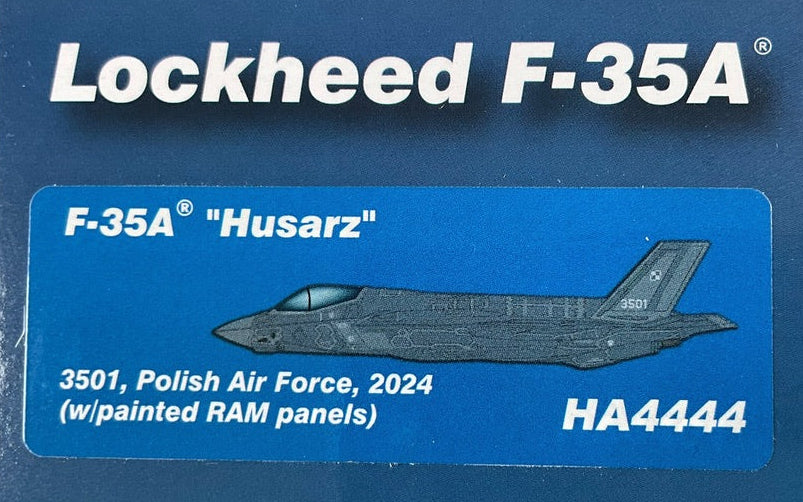 Lockheed F-35A®
F-35A® "Husarz"
3501
3501, Polish Air Force, 2024
(w/painted RAM panels)
HA4444